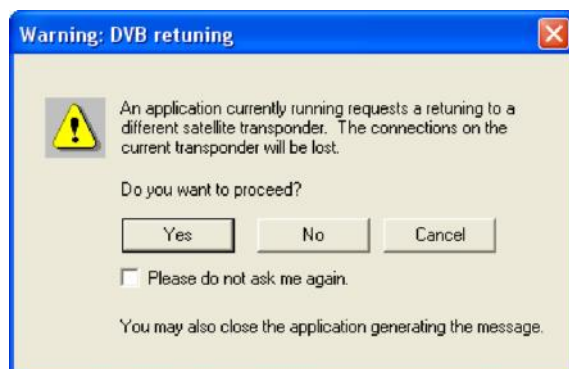 Warning: DVB retuning
An application currently running requests a retuning to a
different satellite transponder. The connections on the
current transponder will be lost.
Do you want to proceed?
Yes No Cancel
Please do not ask me again.
You may also close the application generating the message.